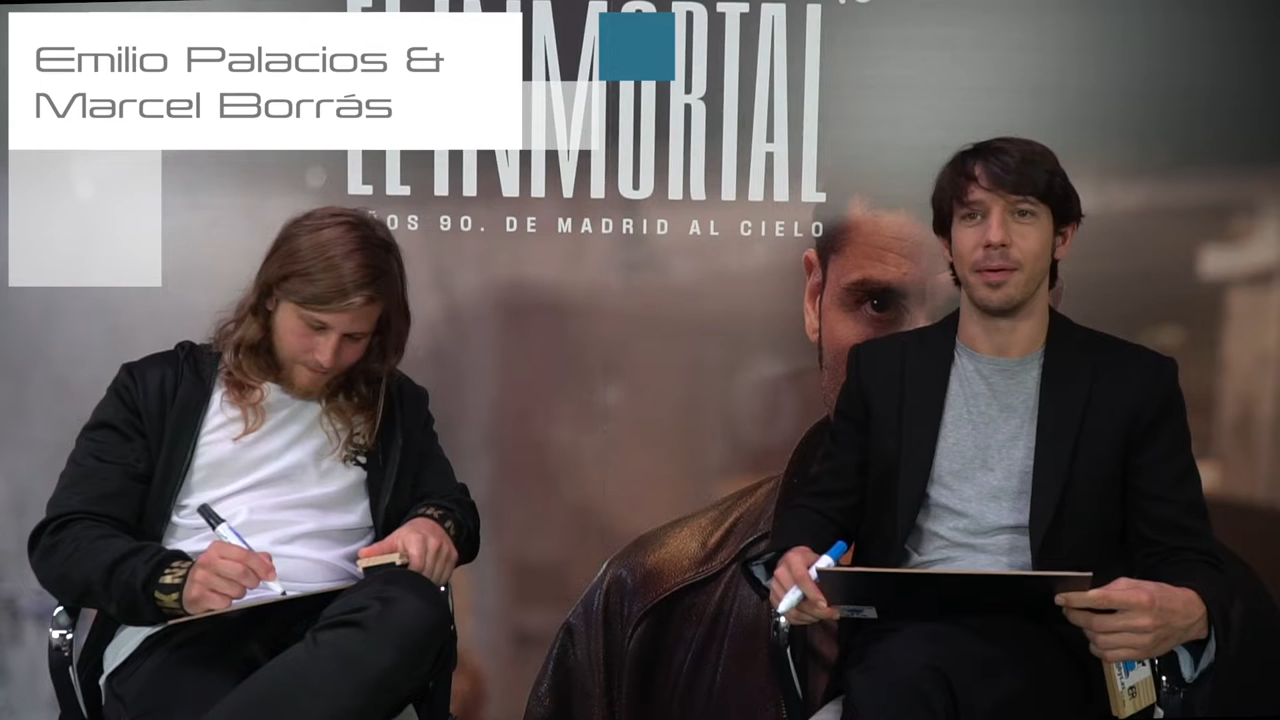 Emilio Palacios &
Marcel Borrás
EL INMORTAL
AÑOS 90. DE MADRID AL CIELO